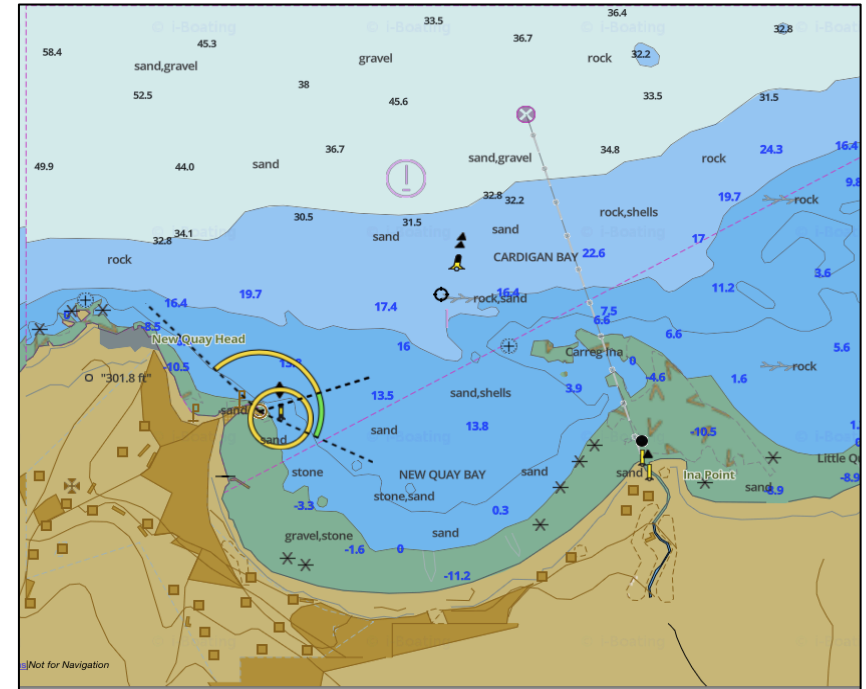 © i-Boating
© i-Boating
© i-Boating
33.5
36.4
32.8
36.7
45.3
58.4
32.2
gravel
rock
sand,gravel
38
52.5
45.6
33.5
31.5
36.7
34.8
24.3
16.4
49.9
44.0
sand
sand,gravel
rock
9.8
32.8
32.2
19.7
rock
30.5
31.5
rock,shells
34.1
32.8
sand
sand
17
rock
CARDIGAN BAY
22.6
3.6
19.7
16.4
11.2
16.4
17.4
rock,sand
7.5
6.6
-8.5
0
New Quay Head
16
6.6
5.6
Carreg Ina
0
-10.5
rock
"301.8 ft"
-4.6
1.6
3.9
13.5
sand,shells
sand
sand
13.8
-10.5
sand
Little Qu
stone
NEW QUAY BAY
sand
sand
Ina Point
-8.9
stone,sand
sand
-8.9
-3.3
0.3
gravel,stone
sand
-1.6
0
-11.2
© i-Boating
© i-Boating
Not for Navigation